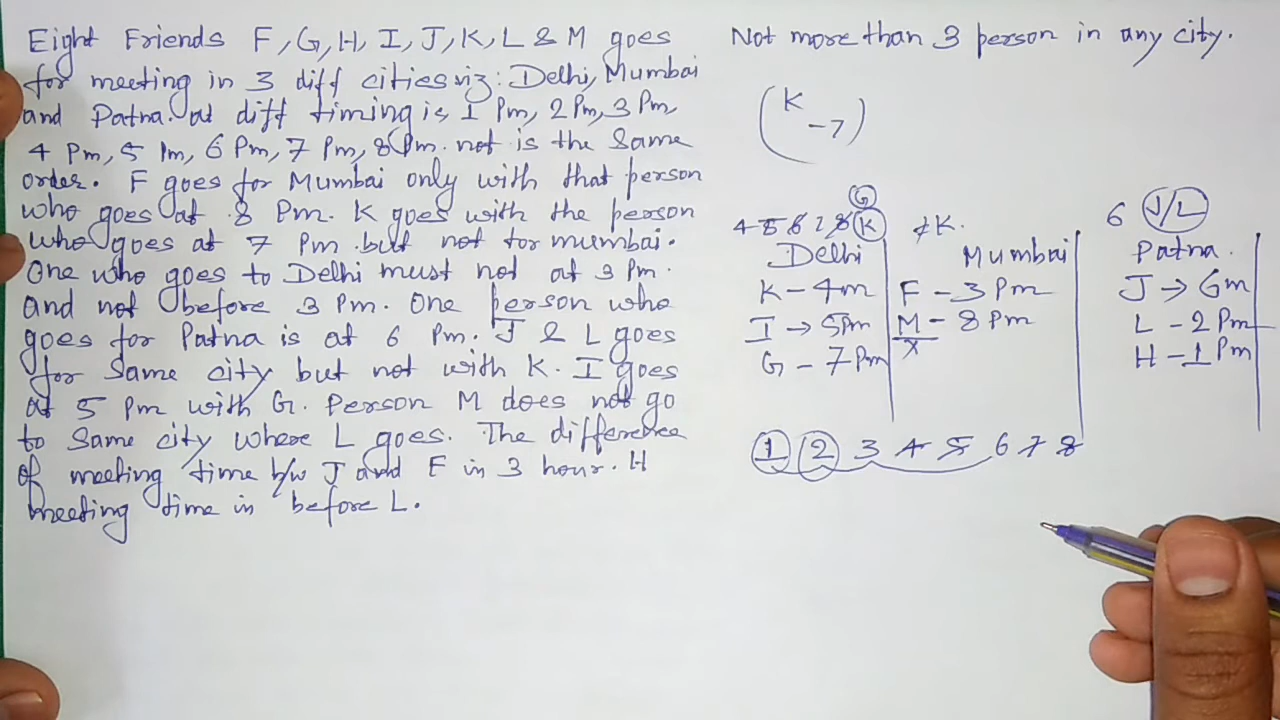 Eight Friends F, G, H, I, J, K, L & M goes
for meeting in 3 diff cities viz: Delhi, Mumbai
and Patna. at diff timing is 1 Pm, 2 Pm, 3 Pm,
4 Pm, 5 Pm, 6 Pm, 7 Pm, 8 Pm. not is the same
order. F goes for Mumbai only with that person
who goes at 8 Pm. K goes with the person
who goes at 7 Pm but not for mumbai.
One who goes to Delhi must not at 3 Pm.
and not before 3 Pm. One person who
goes for Patna is at 6 Pm. J & L goes
for same city but not with K. I goes
at 5 Pm with G. Person M does not go
to same city where L goes. The difference
of meeting time b/w J and F in 3 hour. H
meeting time in before L.
Not more than 3 person in any city.
(K - 7)
G
4 5 6 7 8 K ≠ K. 6 J/L
Delhi Mumbai Patna.
K - 4m F - 3 Pm J → 6m
I → 5Pm M - 8 Pm L - 2 Pm
G - 7 Pm x H - 1 Pm
1 2 3 4 5 6 7 8